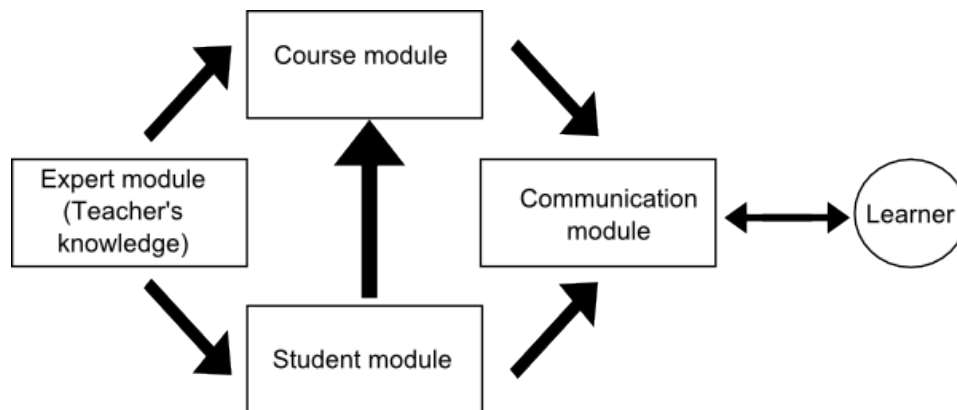 Course module
Expert module
(Teacher's
knowledge)
Communication
module
Learner
Student module